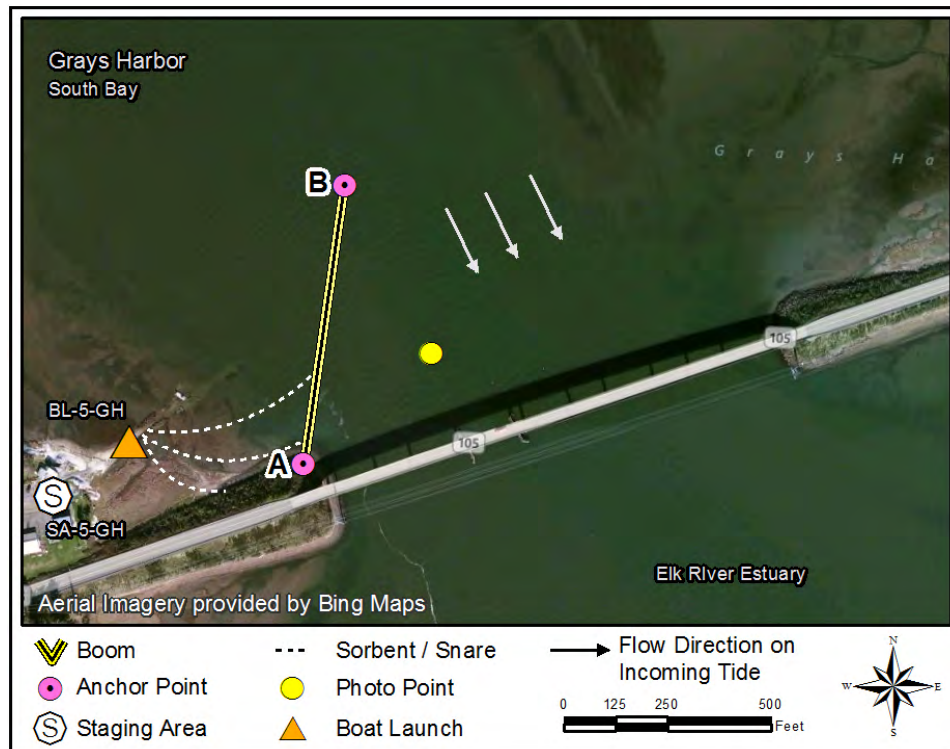 Grays Harbor
South Bay
Grays Ha
B
105
BL-5-GH
105
A
S
SA-5-GH
Elk RIver Estuary
Aerial Imagery provided by Bing Maps
Boom
Sorbent / Snare
Flow Direction on
Incoming Tide
Anchor Point
Photo Point
S
Staging Area
Boat Launch
0 125 250 500
Feet
N
W E
S